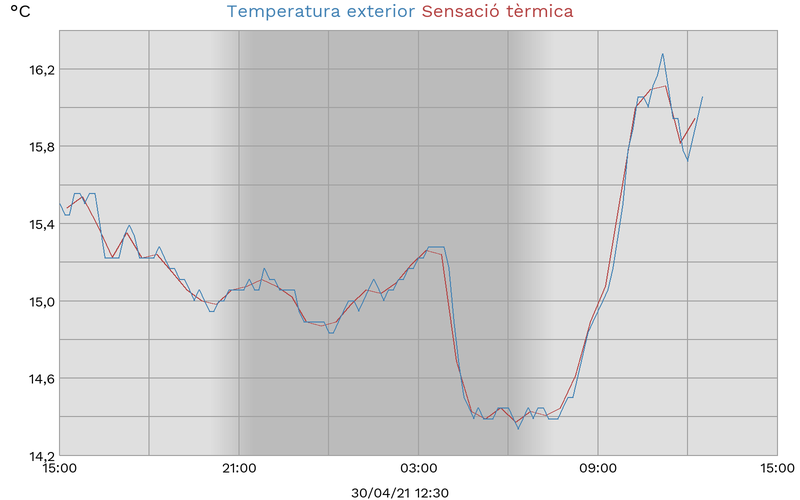 °C
Temperatura exterior Sensació tèrmica
16,2
15,8
15,4
15,0
14,6
14,2
15:00 21:00 03:00 09:00 15:00
30/04/21 12:30